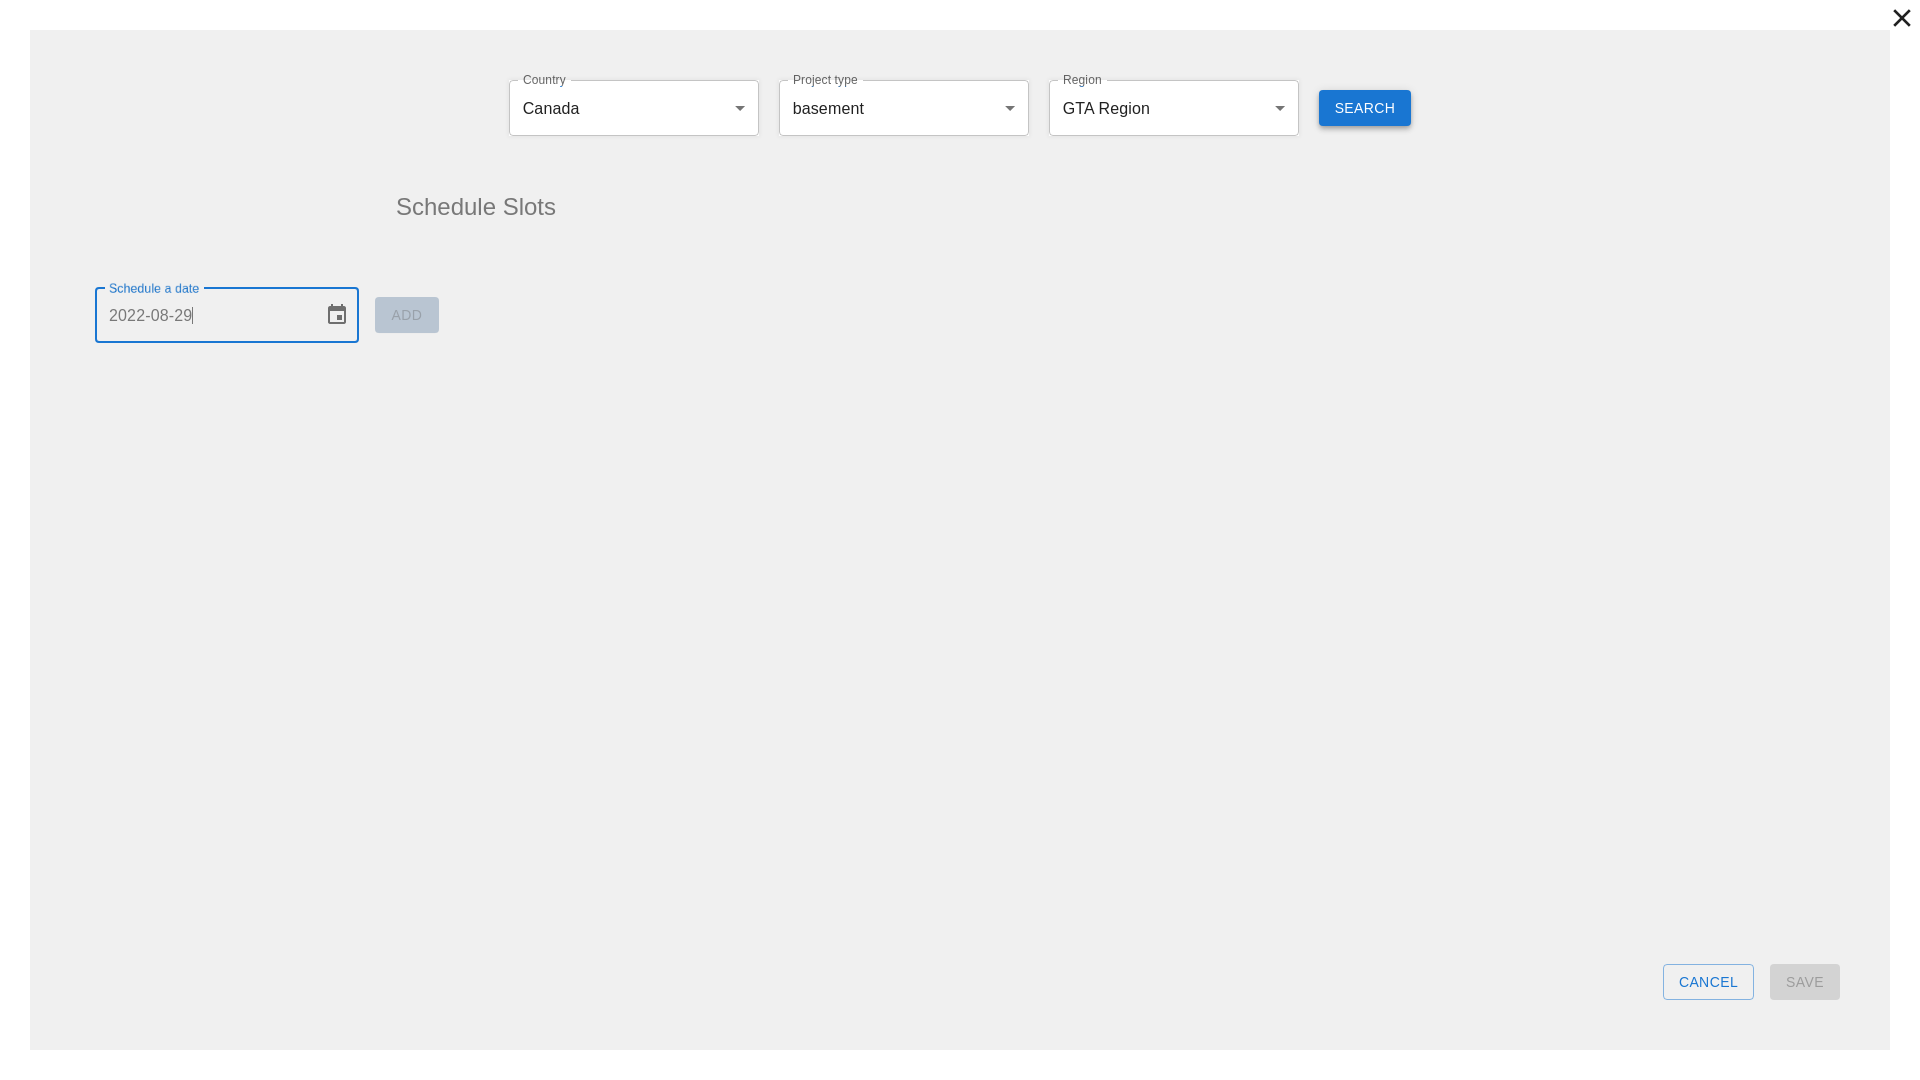 Country
Canada
Project type
basement
Region
GTA Region
SEARCH
Schedule Slots
Schedule a date
2022-08-29
ADD
CANCEL
SAVE